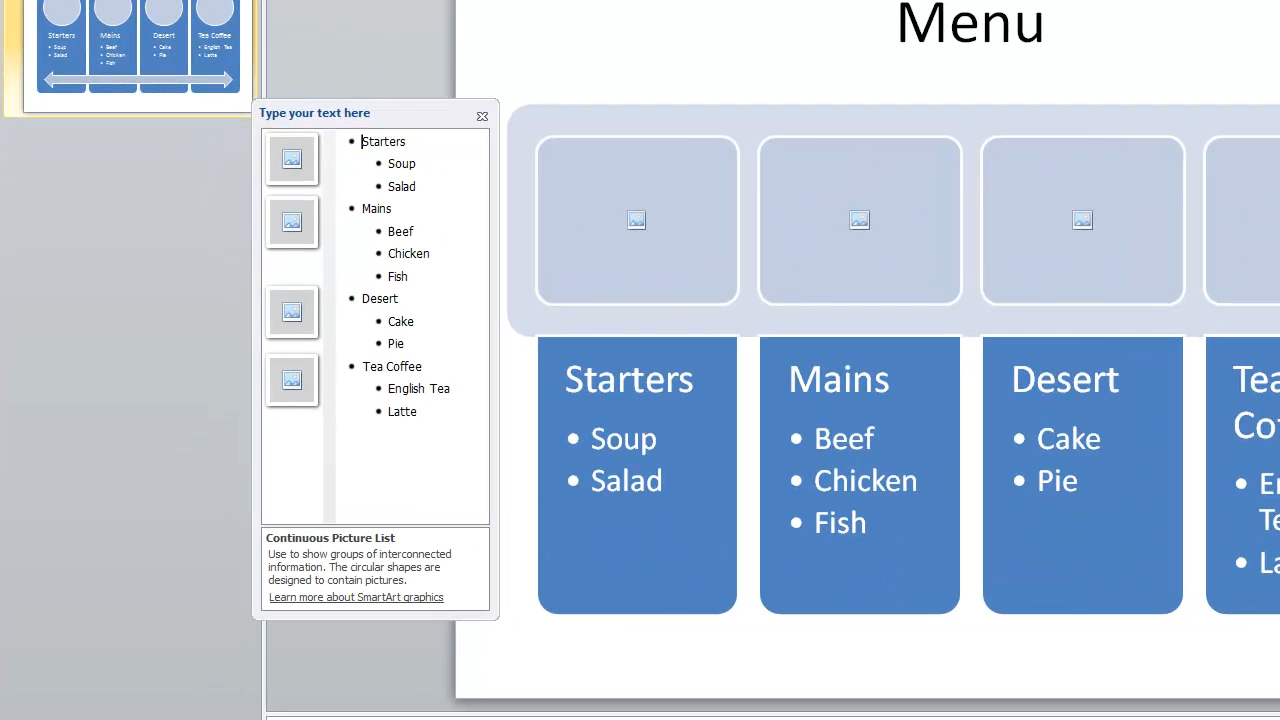 Starters
Mains
Desert
Tea Coffee
• Soup
• Salad
• Beef
• Chicken
• Fish
• Cake
• Pie
• English Tea
• Latte
Menu
Type your text here
• Starters
• Soup
• Salad
• Mains
• Beef
• Chicken
• Fish
• Desert
• Cake
• Pie
• Tea Coffee
• English Tea
• Latte
Continuous Picture List
Use to show groups of interconnected
information. The circular shapes are
designed to contain pictures.
Learn more about SmartArt graphics
Starters
• Soup
• Salad
Mains
• Beef
• Chicken
• Fish
Desert
• Cake
• Pie